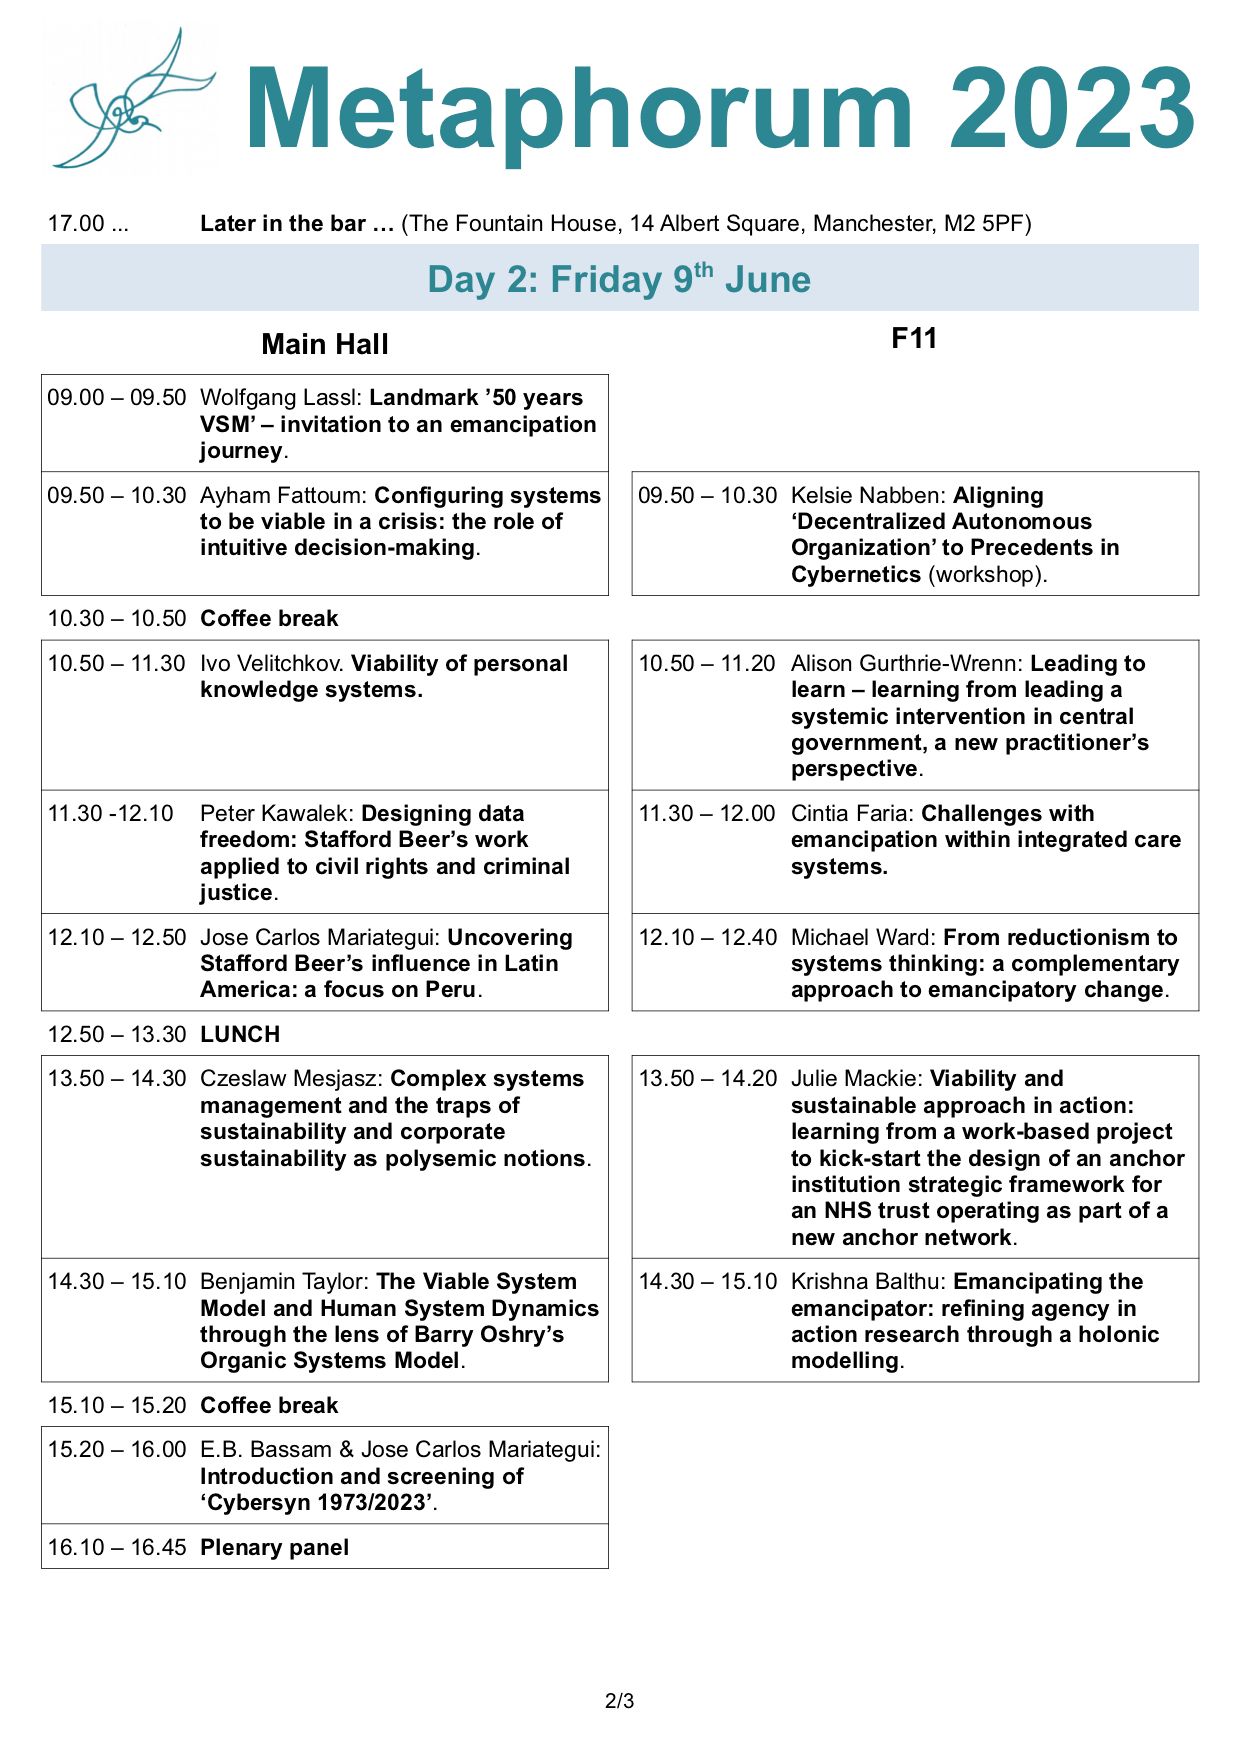 Metaphorum 2023
17.00 ... Later in the bar … (The Fountain House, 14 Albert Square, Manchester, M2 5PF)
Day 2: Friday 9th June
Main Hall
F11
09.00 – 09.50 Wolfgang Lassl: Landmark ’50 years
VSM’ – invitation to an emancipation
journey.
09.50 – 10.30 Ayham Fattoum: Configuring systems
to be viable in a crisis: the role of
intuitive decision-making.
09.50 – 10.30 Kelsie Nabben: Aligning
‘Decentralized Autonomous
Organization’ to Precedents in
Cybernetics (workshop).
10.30 – 10.50 Coffee break
10.50 – 11.30 Ivo Velitchkov. Viability of personal
knowledge systems.
10.50 – 11.20 Alison Gurthrie-Wrenn: Leading to
learn – learning from leading a
systemic intervention in central
government, a new practitioner’s
perspective.
11.30 -12.10 Peter Kawalek: Designing data
freedom: Stafford Beer’s work
applied to civil rights and criminal
justice.
11.30 – 12.00 Cintia Faria: Challenges with
emancipation within integrated care
systems.
12.10 – 12.50 Jose Carlos Mariategui: Uncovering
Stafford Beer’s influence in Latin
America: a focus on Peru.
12.10 – 12.40 Michael Ward: From reductionism to
systems thinking: a complementary
approach to emancipatory change.
12.50 – 13.30 LUNCH
13.50 – 14.30 Czeslaw Mesjasz: Complex systems
management and the traps of
sustainability and corporate
sustainability as polysemic notions.
13.50 – 14.20 Julie Mackie: Viability and
sustainable approach in action:
learning from a work-based project
to kick-start the design of an anchor
institution strategic framework for
an NHS trust operating as part of a
new anchor network.
14.30 – 15.10 Benjamin Taylor: The Viable System
Model and Human System Dynamics
through the lens of Barry Oshry’s
Organic Systems Model.
14.30 – 15.10 Krishna Balthu: Emancipating the
emancipator: refining agency in
action research through a holonic
modelling.
15.10 – 15.20 Coffee break
15.20 – 16.00 E.B. Bassam & Jose Carlos Mariategui:
Introduction and screening of
‘Cybersyn 1973/2023’.
16.10 – 16.45 Plenary panel
2/3